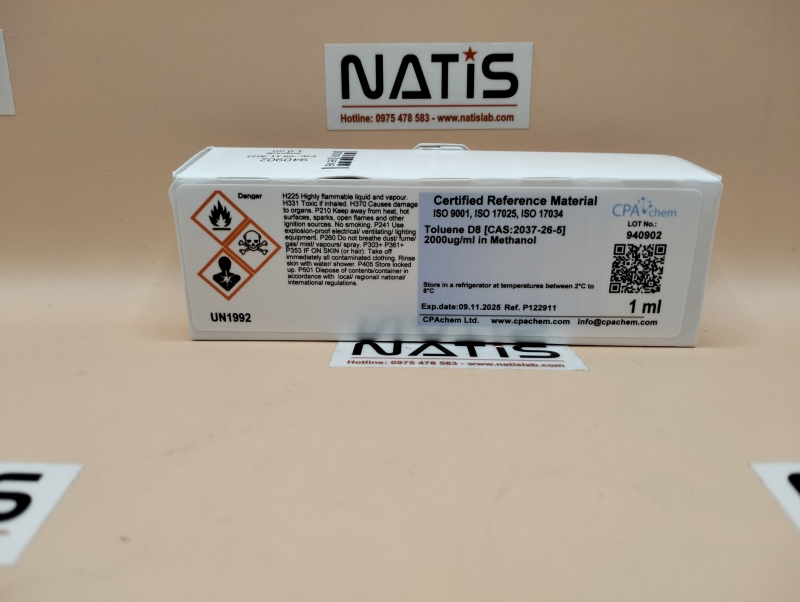 NATIS
Hotline: 0975 478 583 - www.natislab.com
940902
Danger
H225 Highly flammable liquid and vapour.
H331 Toxic if inhaled. H370 Causes damage
to organs. P210 Keep away from heat, hot
surfaces, sparks, open flames and other
ignition sources. No smoking. P241 Use
explosion-proof electrical/ ventilating/ lighting
equipment. P260 Do not breathe dust/ fume/
gas/ mist/ vapours/ spray. P303+ P361+
P353 IF ON SKIN (or hair): Take off
immediately all contaminated clothing. Rinse
skin with water/ shower. P405 Store locked
up. P501 Dispose of contents/container in
accordance with local/ regional/ national/
international regulations.
UN1992
Certified Reference Material
ISO 9001, ISO 17025, ISO 17034
Toluene D8 [CAS:2037-26-5]
2000ug/ml in Methanol
Store in a refrigerator at temperatures between 2°C to
8°C
Exp.date:09.11.2025 Ref. P122911
CPAchem Ltd. www.cpachem.com info@cpachem.com
CPAchem
LOT No.:
940902
1 ml
NATIS
Hotline: 0975 478 583 - www.natislab.com
S